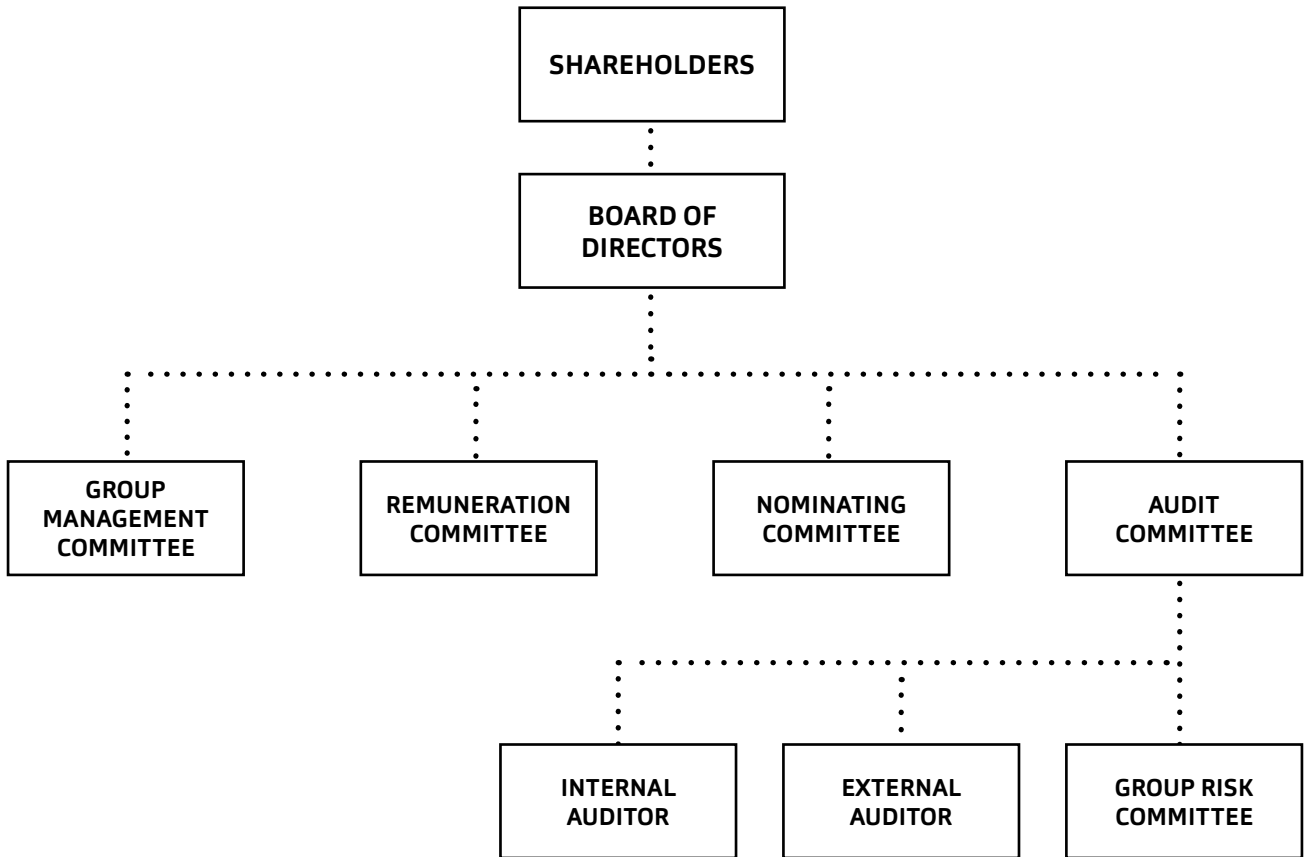 SHAREHOLDERS
BOARD OF
DIRECTORS
GROUP
MANAGEMENT
COMMITTEE
REMUNERATION
COMMITTEE
NOMINATING
COMMITTEE
AUDIT
COMMITTEE
INTERNAL
AUDITOR
EXTERNAL
AUDITOR
GROUP RISK
COMMITTEE